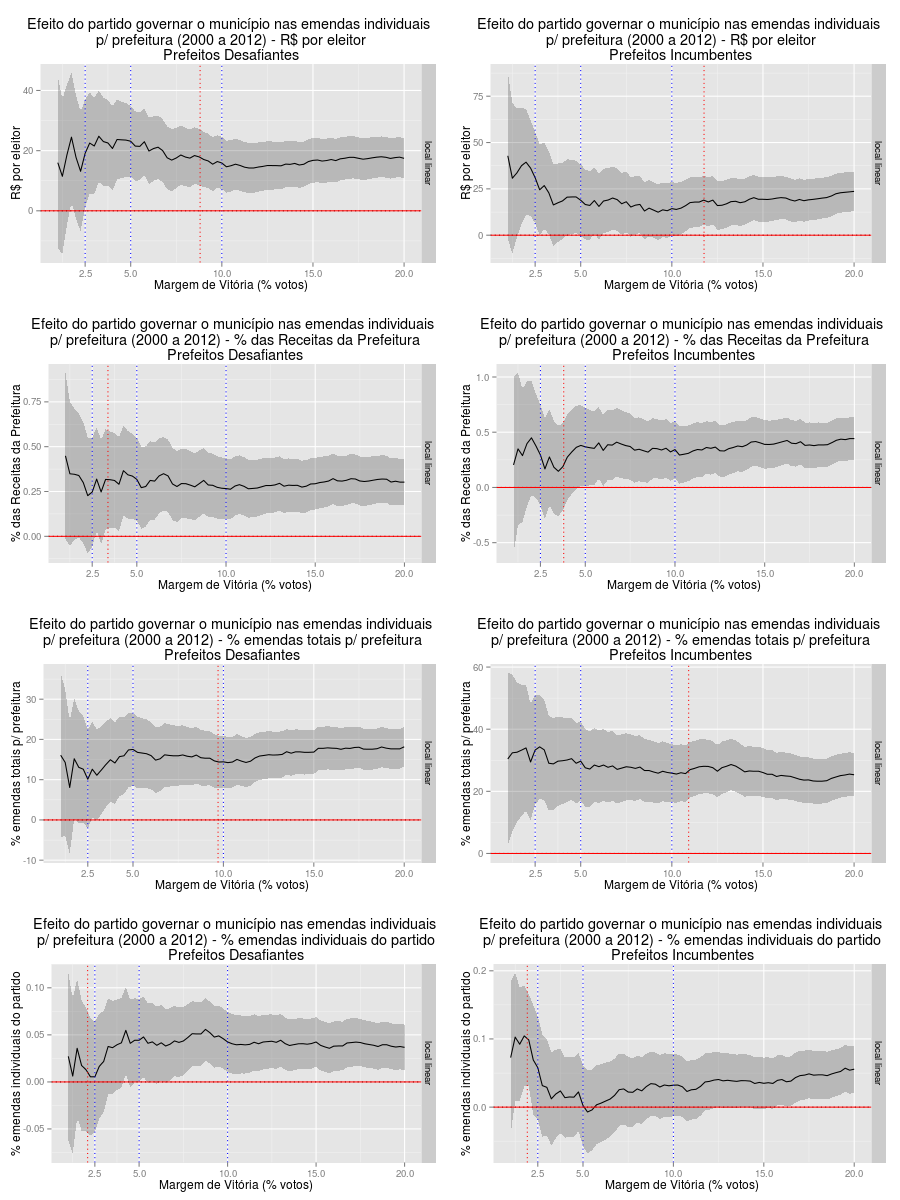 Efeito do partido governar o município nas emendas individuais
p/ prefeitura (2000 a 2012) - R$ por eleitor
Prefeitos Desafiantes
40
20
0
R$ por eleitor
local linear
2.5 5.0 10.0 15.0 20.0
Margem de Vitória (% votos)
Efeito do partido governar o município nas emendas individuais
p/ prefeitura (2000 a 2012) - R$ por eleitor
Prefeitos Incumbentes
75
50
25
0
R$ por eleitor
local linear
2.5 5.0 10.0 15.0 20.0
Margem de Vitória (% votos)
Efeito do partido governar o município nas emendas individuais
p/ prefeitura (2000 a 2012) - % das Receitas da Prefeitura
Prefeitos Desafiantes
0.75
0.50
0.25
0.00
% das Receitas da Prefeitura
local linear
2.5 5.0 10.0 15.0 20.0
Margem de Vitória (% votos)
Efeito do partido governar o município nas emendas individuais
p/ prefeitura (2000 a 2012) - % das Receitas da Prefeitura
Prefeitos Incumbentes
1.0
0.5
0.0
-0.5
% das Receitas da Prefeitura
local linear
2.5 5.0 10.0 15.0 20.0
Margem de Vitória (% votos)
Efeito do partido governar o município nas emendas individuais
p/ prefeitura (2000 a 2012) - % emendas totais p/ prefeitura
Prefeitos Desafiantes
30
20
10
0
-10
% emendas totais p/ prefeitura
local linear
2.5 5.0 10.0 15.0 20.0
Margem de Vitória (% votos)
Efeito do partido governar o município nas emendas individuais
p/ prefeitura (2000 a 2012) - % emendas totais p/ prefeitura
Prefeitos Incumbentes
60
40
20
0
% emendas totais p/ prefeitura
local linear
2.5 5.0 10.0 15.0 20.0
Margem de Vitória (% votos)
Efeito do partido governar o município nas emendas individuais
p/ prefeitura (2000 a 2012) - % emendas individuais do partido
Prefeitos Desafiantes
0.10
0.05
0.00
-0.05
% emendas individuais do partido
local linear
2.5 5.0 10.0 15.0 20.0
Margem de Vitória (% votos)
Efeito do partido governar o município nas emendas individuais
p/ prefeitura (2000 a 2012) - % emendas individuais do partido
Prefeitos Incumbentes
0.2
0.1
0.0
% emendas individuais do partido
local linear
2.5 5.0 10.0 15.0 20.0
Margem de Vitória (% votos)